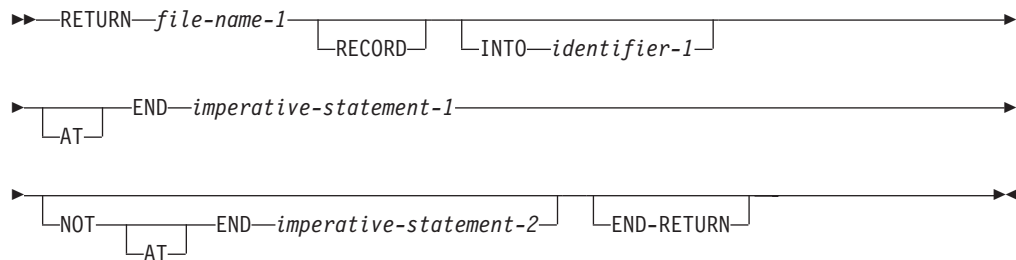 RETURN file-name-1
RECORD INTO identifier-1
END imperative-statement-1
AT
NOT END imperative-statement-2 END-RETURN
AT